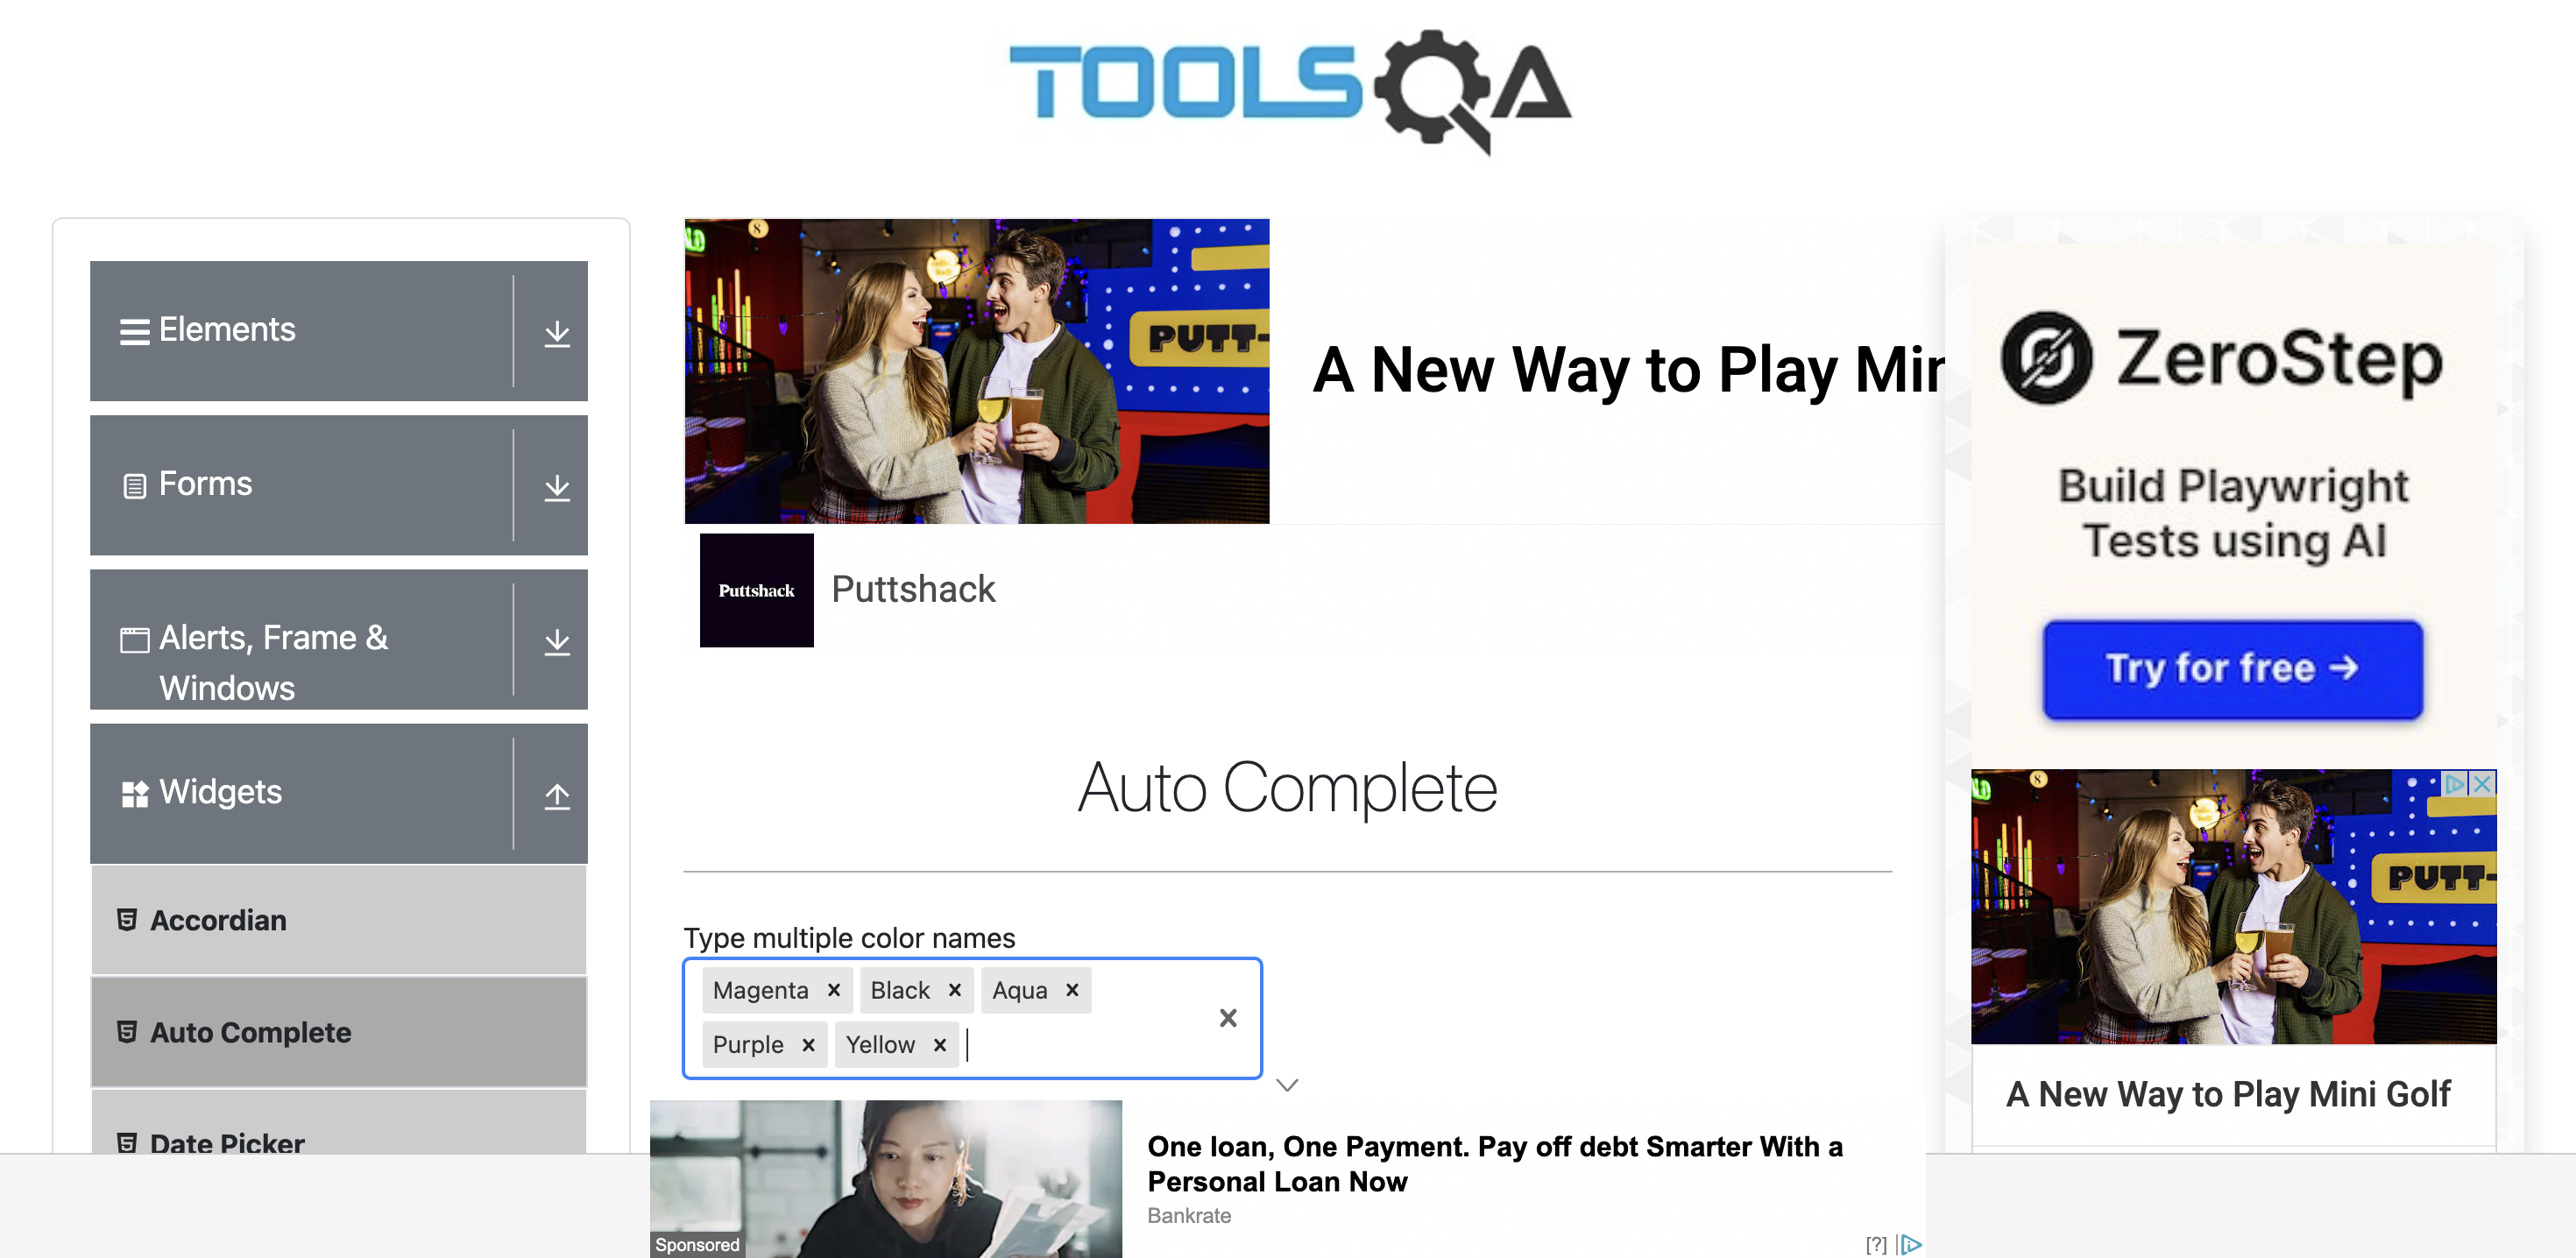 TOOLSQA
Elements
Forms
Alerts, Frame &
Windows
Widgets
Accordian
Auto Complete
Date Picker
8
PUTT-
A New Way to Play Min
Puttshack
Puttshack
Auto Complete
Type multiple color names
Magenta × Black × Aqua ×
Purple × Yellow ×
One loan, One Payment. Pay off debt Smarter With a
Personal Loan Now
Bankrate
Sponsored
[?]
ZeroStep
Build Playwright
Tests using AI
Try for free →
8
PUTT-
A New Way to Play Mini Golf